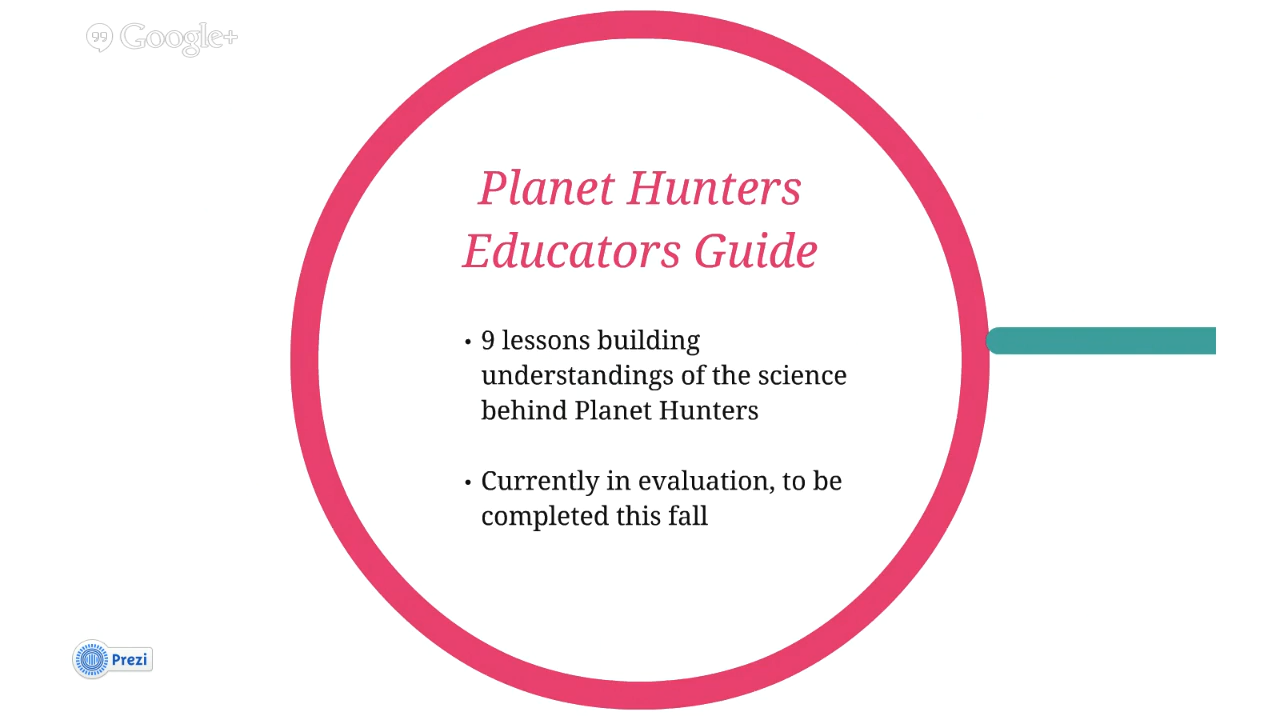 99 Google+
Planet Hunters
Educators Guide
• 9 lessons building
understandings of the science
behind Planet Hunters
• Currently in evaluation, to be
completed this fall
Prezi